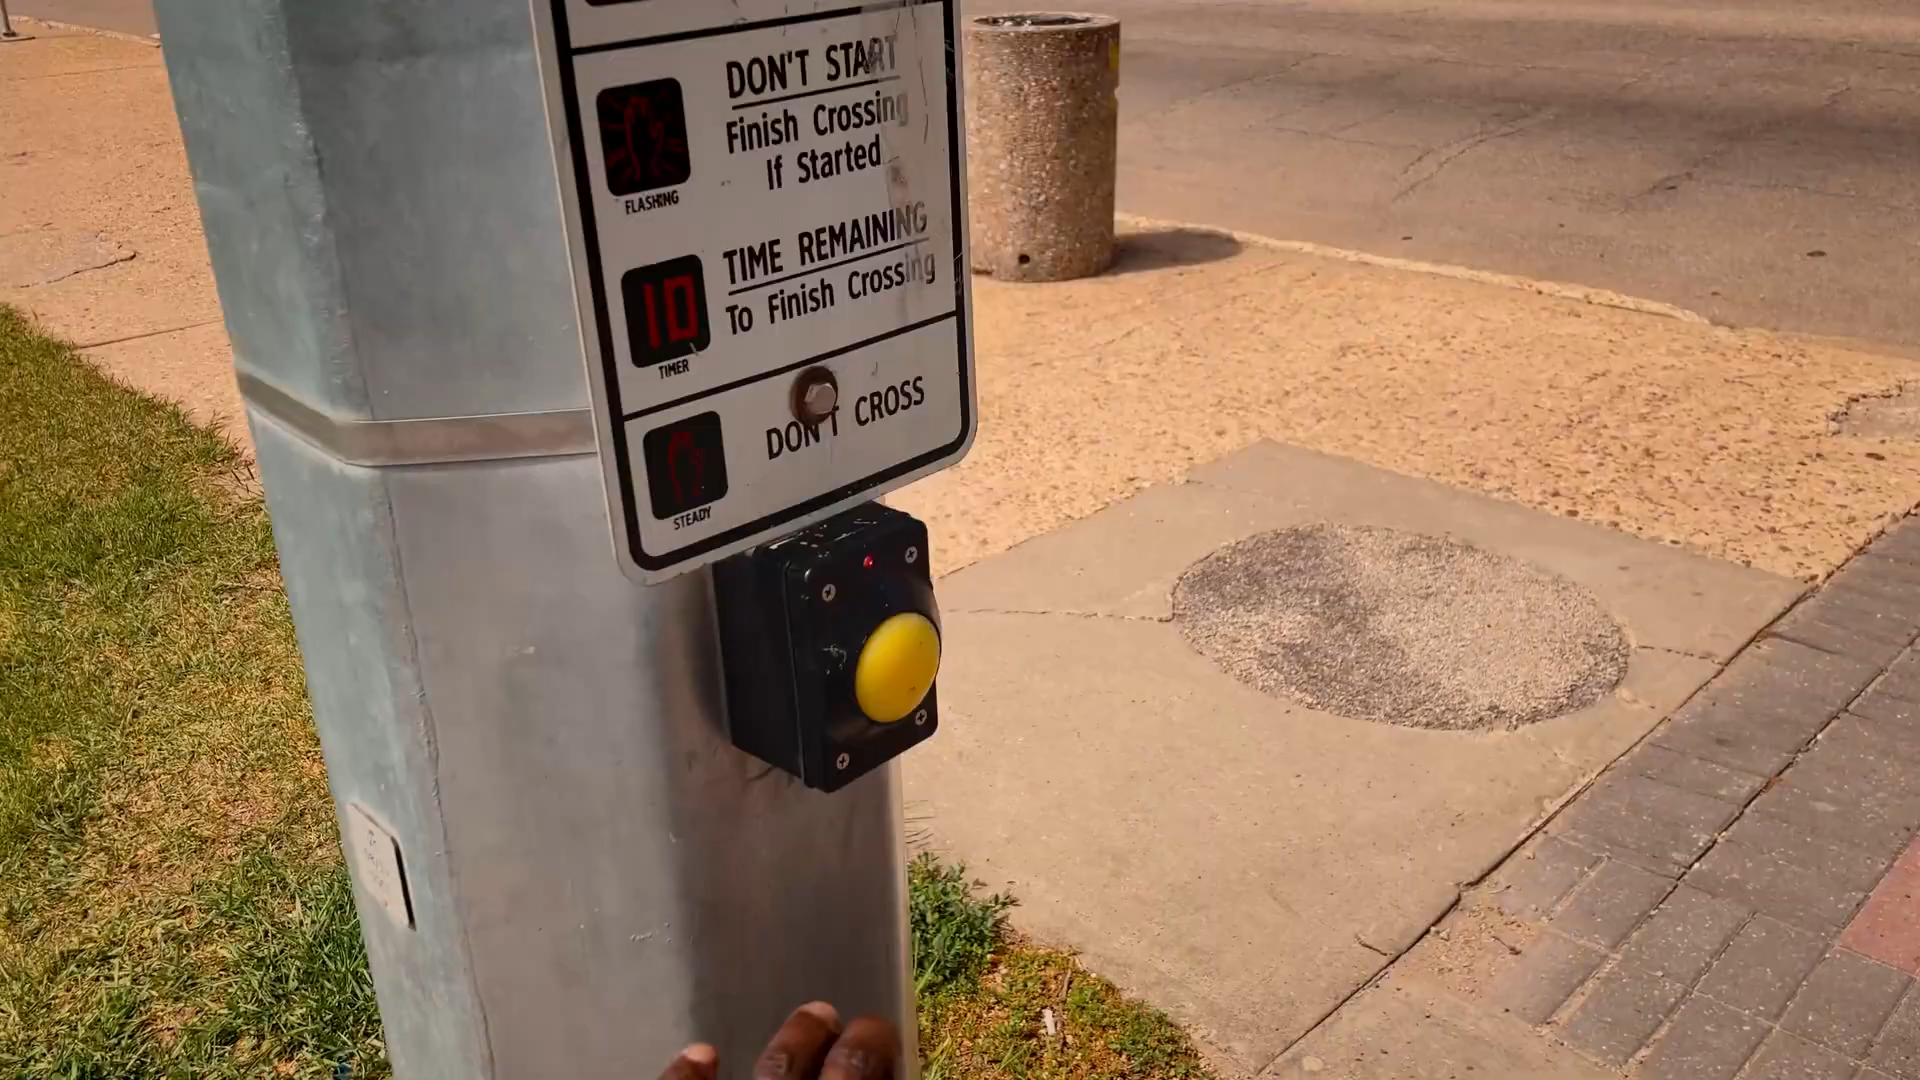 DON'T START
Finish Crossing
If Started
FLASHING
TIME REMAINING
To Finish Crossing
10
TIMER
DON'T CROSS
STEADY